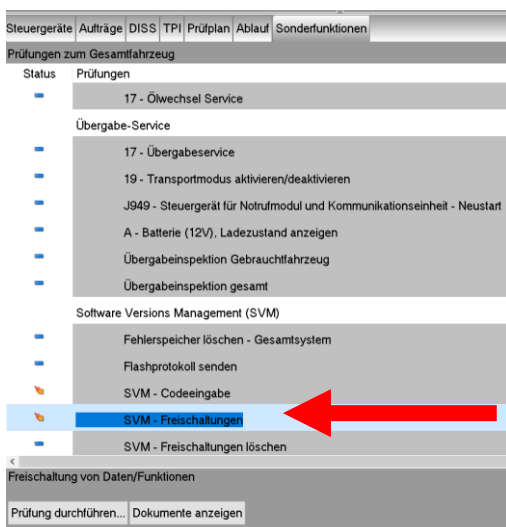 Steuergeräte Aufträge DISS TPI Prüfplan Ablauf Sonderfunktionen
Prüfungen zum Gesamtfahrzeug
Status Prüfungen
17 - Ölwechsel Service
Übergabe-Service
17 - Übergabeservice
19 - Transportmodus aktivieren/deaktivieren
J949 - Steuergerät für Notrufmodul und Kommunikationseinheit - Neustart
A - Batterie (12V), Ladezustand anzeigen
Übergabeinspektion Gebrauchtfahrzeug
Übergabeinspektion gesamt
Software Versions Management (SVM)
Fehlerspeicher löschen - Gesamtsystem
Flashprotokoll senden
SVM - Codeeingabe
SVM - Freischaltungen
SVM - Freischaltungen löschen
Freischaltung von Daten/Funktionen
Prüfung durchführen... Dokumente anzeigen